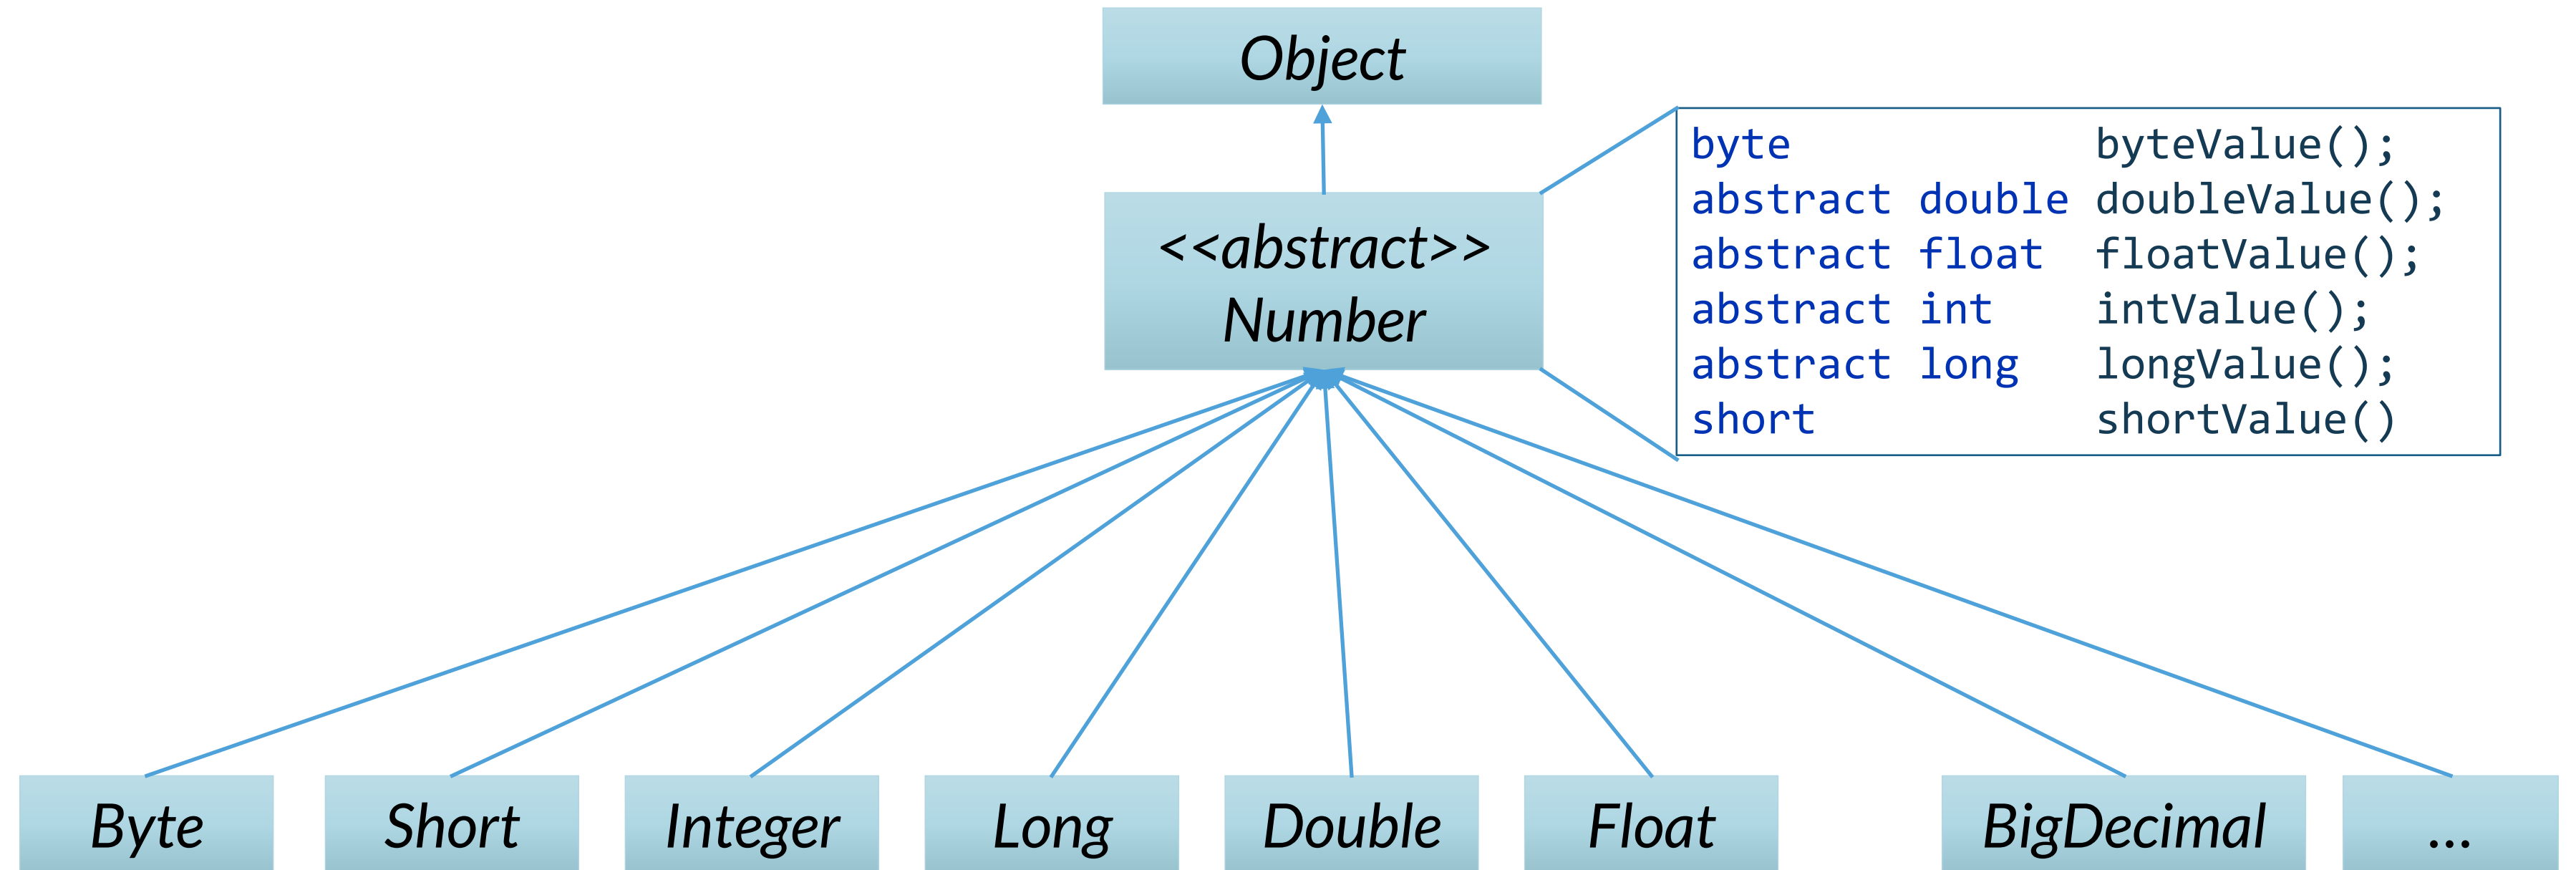 Object
<<abstract>>
Number
byte byteValue();
abstract double doubleValue();
abstract float floatValue();
abstract int intValue();
abstract long longValue();
short shortValue()
Byte Short Integer Long Double Float BigDecimal ...